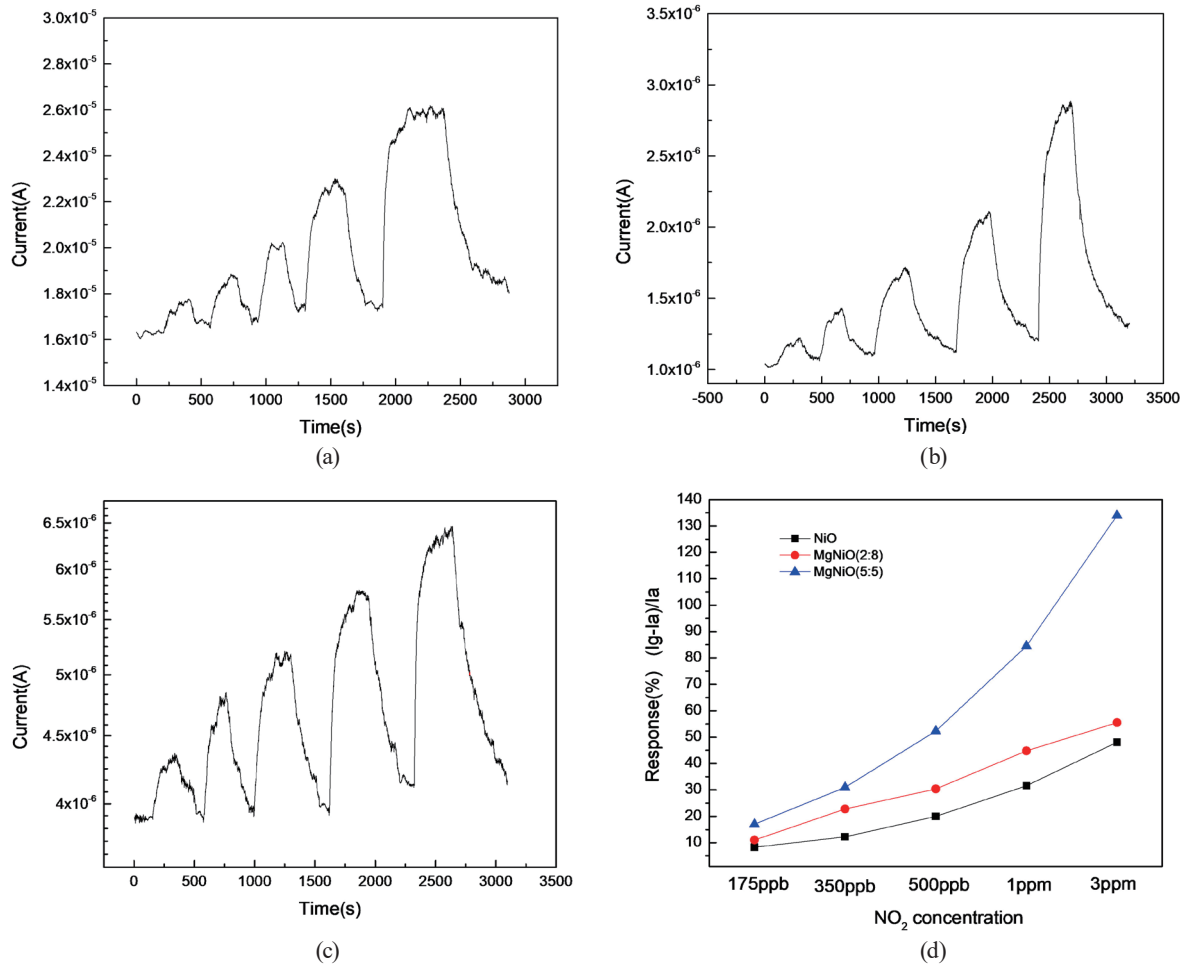 3.0x10⁻⁵
2.8x10⁻⁵
2.6x10⁻⁵
2.4x10⁻⁵
2.2x10⁻⁵
2.0x10⁻⁵
1.8x10⁻⁵
1.6x10⁻⁵
1.4x10⁻⁵
Current(A)
0 500 1000 1500 2000 2500 3000
Time(s)
(a)
3.5x10⁻⁶
3.0x10⁻⁶
2.5x10⁻⁶
2.0x10⁻⁶
1.5x10⁻⁶
1.0x10⁻⁶
Current(A)
-500 0 500 1000 1500 2000 2500 3000 3500
Time(s)
(b)
6.5x10⁻⁶
6x10⁻⁶
5.5x10⁻⁶
5x10⁻⁶
4.5x10⁻⁶
4x10⁻⁶
Current(A)
0 500 1000 1500 2000 2500 3000 3500
Time(s)
(c)
140
130
120
110
100
90
80
70
60
50
40
30
20
10
Response(%) (Ig-Ia)/Ia
NiO
MgNiO(2:8)
MgNiO(5:5)
175ppb 350ppb 500ppb 1ppm 3ppm
NO₂ concentration
(d)